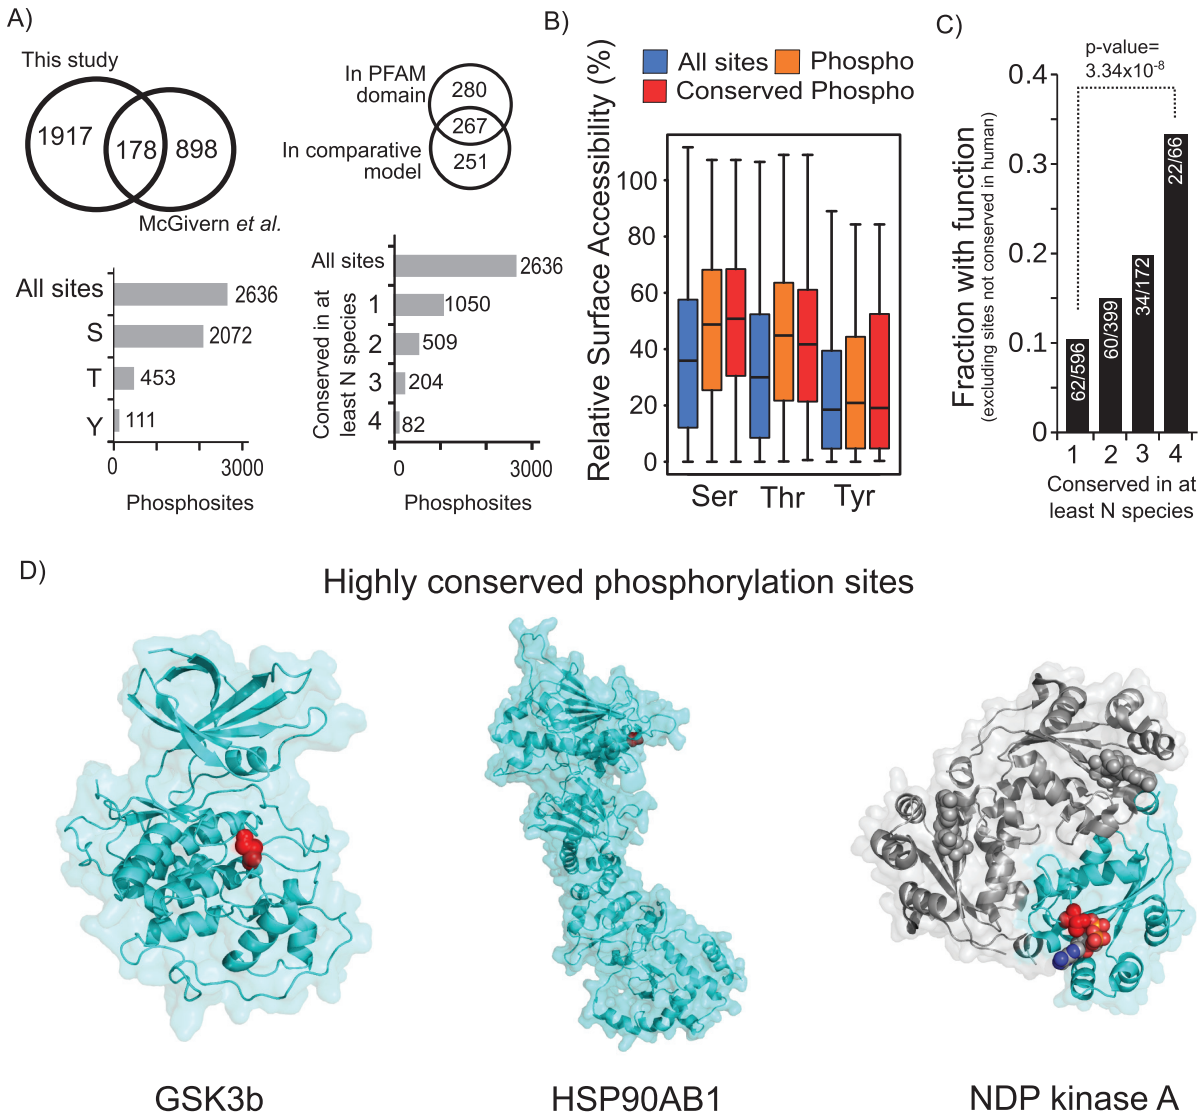 A)
This study
1917
178
898
McGivern et al.
In PFAM
domain
280
267
In comparative
model
251
All sites
2636
S
2072
T
453
Y
111
0
3000
Phosphosites
Conserved in at
least N species
All sites
2636
1
1050
2
509
3
204
4
82
0
3000
Phosphosites
B)
All sites
Phospho
Conserved Phospho
Relative Surface Accessibility (%)
100
80
60
40
20
0
Ser
Thr
Tyr
C)
p-value=
3.34x10-8
Fraction with function
(excluding sites not conserved in human)
0.4
0.3
0.2
0.1
0
62/596
60/399
34/172
22/66
1
2
3
4
Conserved in at
least N species
D)
Highly conserved phosphorylation sites
GSK3b
HSP90AB1
NDP kinase A